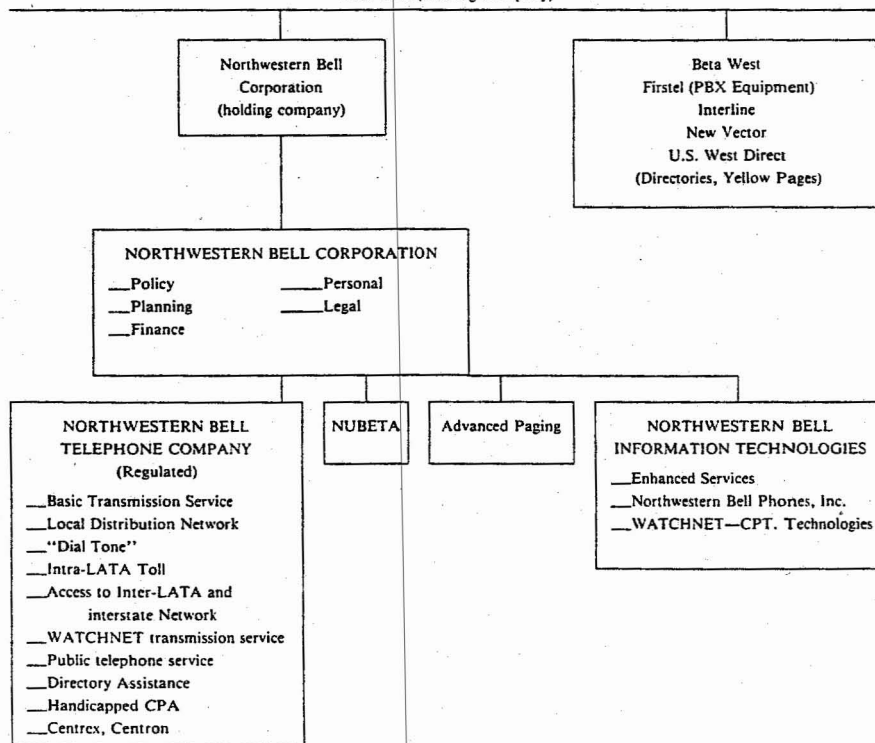 Northwestern Bell
Corporation
(holding company)
Beta West
Firstel (PBX Equipment)
Interline
New Vector
U.S. West Direct
(Directories, Yellow Pages)
NORTHWESTERN BELL CORPORATION
__Policy
____Personal
__Planning
____Legal
__Finance
NORTHWESTERN BELL
TELEPHONE COMPANY
(Regulated)
__Basic Transmission Service
__Local Distribution Network
__"Dial Tone"
__Intra-LATA Toll
__Access to Inter-LATA and
interstate Network
__WATCHNET transmission service
__Public telephone service
__Directory Assistance
__Handicapped CPA
__Centrex, Centron
NUBETA
Advanced Paging
NORTHWESTERN BELL
INFORMATION TECHNOLOGIES
__Enhanced Services
__Northwestern Bell Phones, Inc.
__WATCHNET—CPT. Technologies